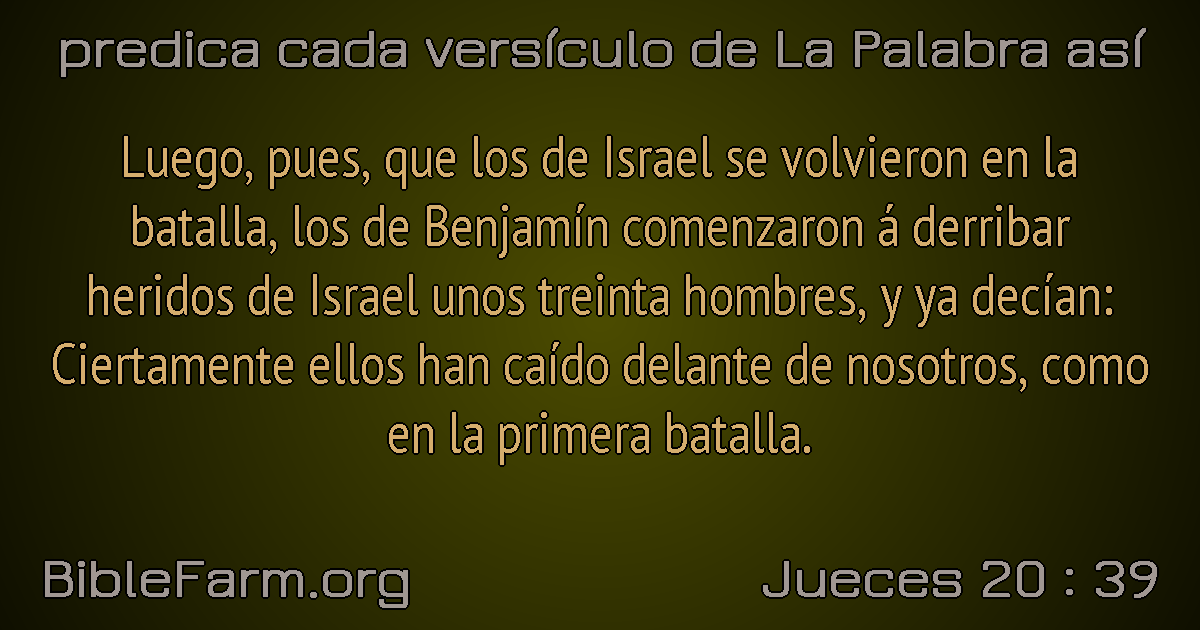 predica cada versículo de La Palabra así
Luego, pues, que los de Israel se volvieron en la
batalla, los de Benjamín comenzaron á derribar
heridos de Israel unos treinta hombres, y ya decían:
Ciertamente ellos han caído delante de nosotros, como
en la primera batalla.
BibleFarm.org
Jueces 20 : 39